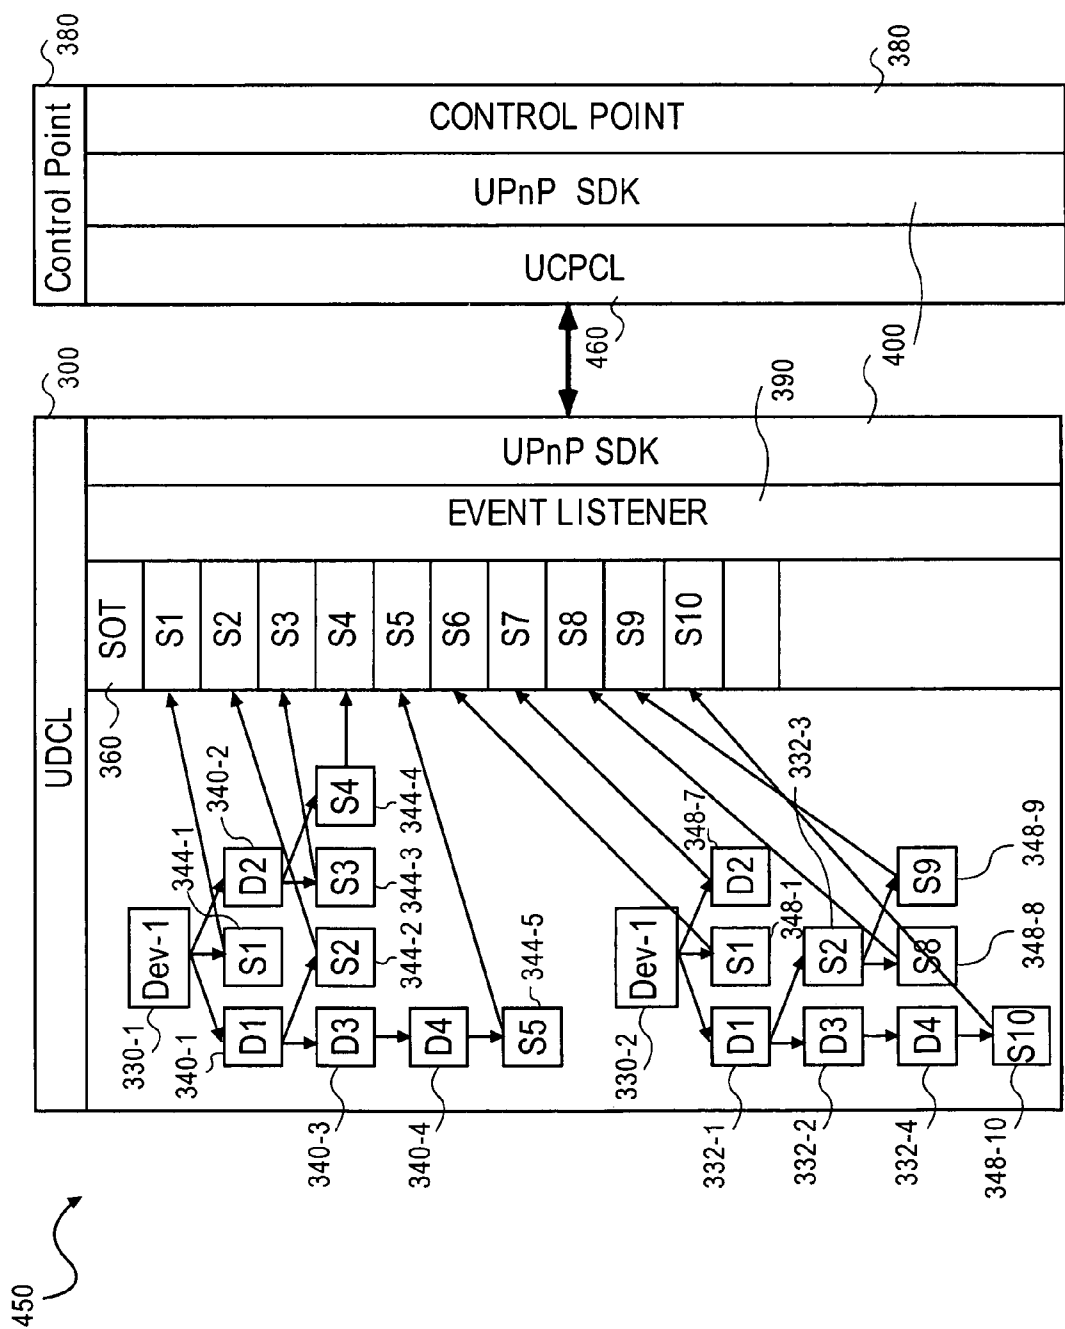 450
UDCL
300
SOT
S1
S2
S3
S4
S5
S6
S7
S8
S9
S10
EVENT LISTENER
UPnP SDK
360
390
400
Dev-1
330-1
D1
340-1
S1
344-1
D2
340-2
D3
340-3
S2
344-2
S3
344-3
S4
344-4
D4
340-4
S5
344-5
Dev-1
330-2
D1
332-1
S1
348-1
D2
348-7
D3
332-2
S2
332-3
D4
332-4
S8
348-8
S9
348-9
S10
348-10
Control Point
380
UCPCL
460
UPnP SDK
CONTROL POINT
380